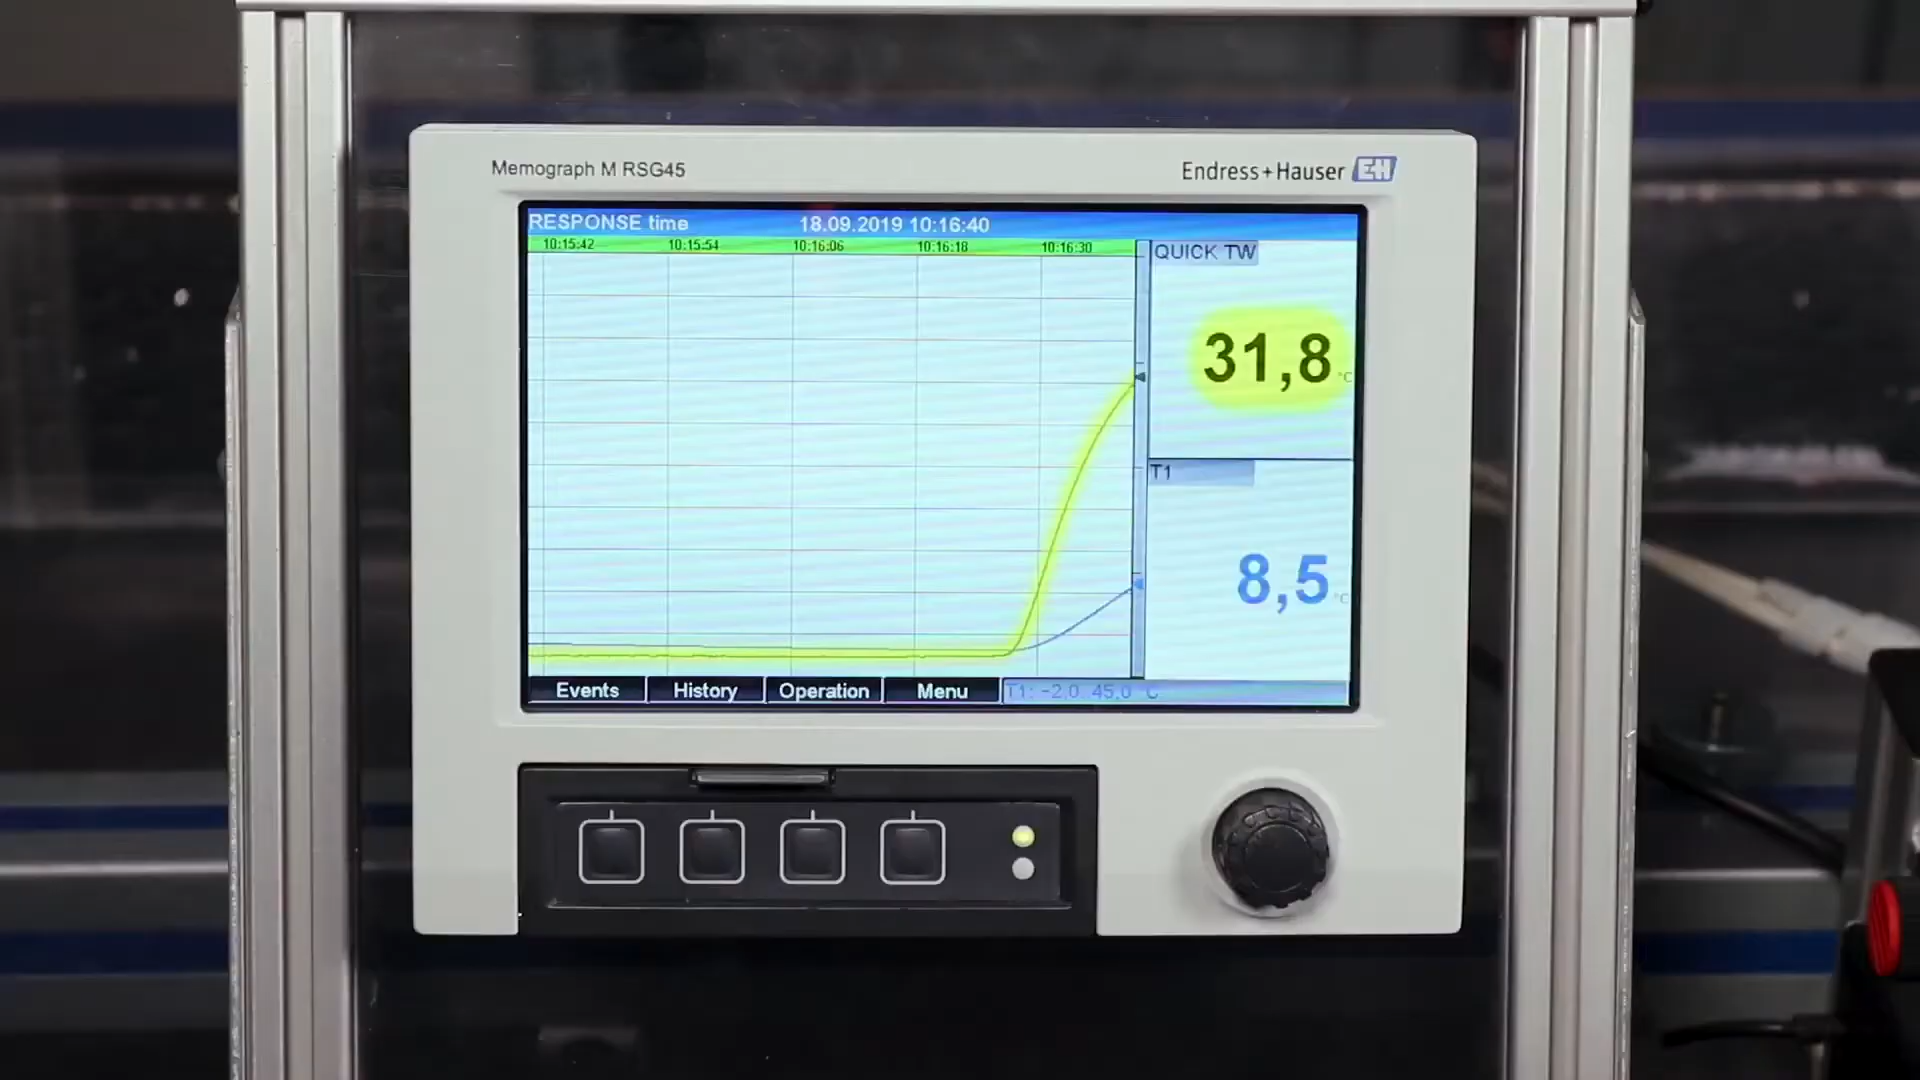 Memograph M RSG45
Endress+Hauser EH
RESPONSE time 18.09.2019 10:16:40
10:15:42 10:15:54 10:16:06 10:16:18 10:16:30
QUICK TW
31,8 °C
T1
8,5 °C
Events History Operation Menu T1: -2,0..45,0 °C